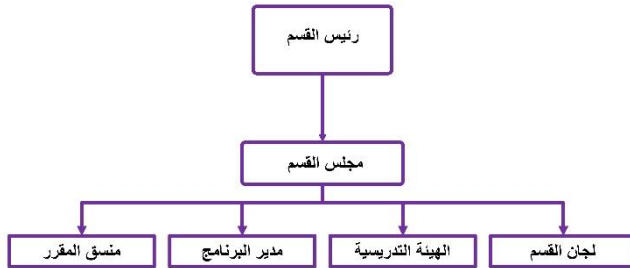 رئيس القسم
مجلس القسم
لجان القسم
الهيئة التدريسية
مدير البرنامج
منسق المقرر